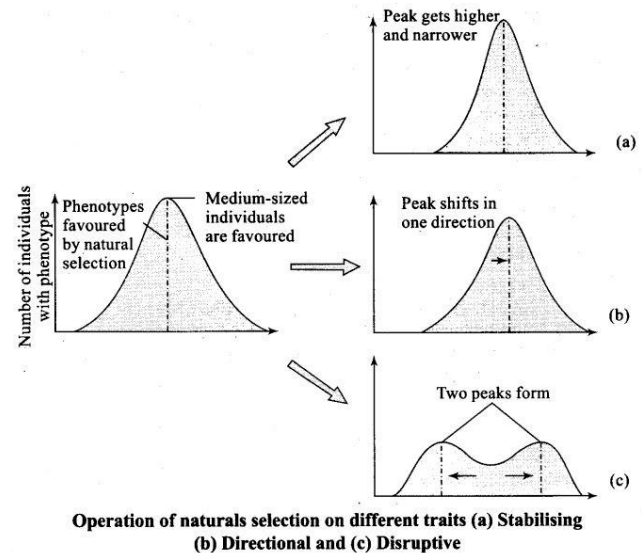 Peak gets higher
and narrower
(a)
Number of individuals
with phenotype
Phenotypes
favoured
by natural
selection
Medium-sized
individuals
are favoured
Peak shifts in
one direction
(b)
Two peaks form
(c)
Operation of naturals selection on different traits (a) Stabilising
(b) Directional and (c) Disruptive